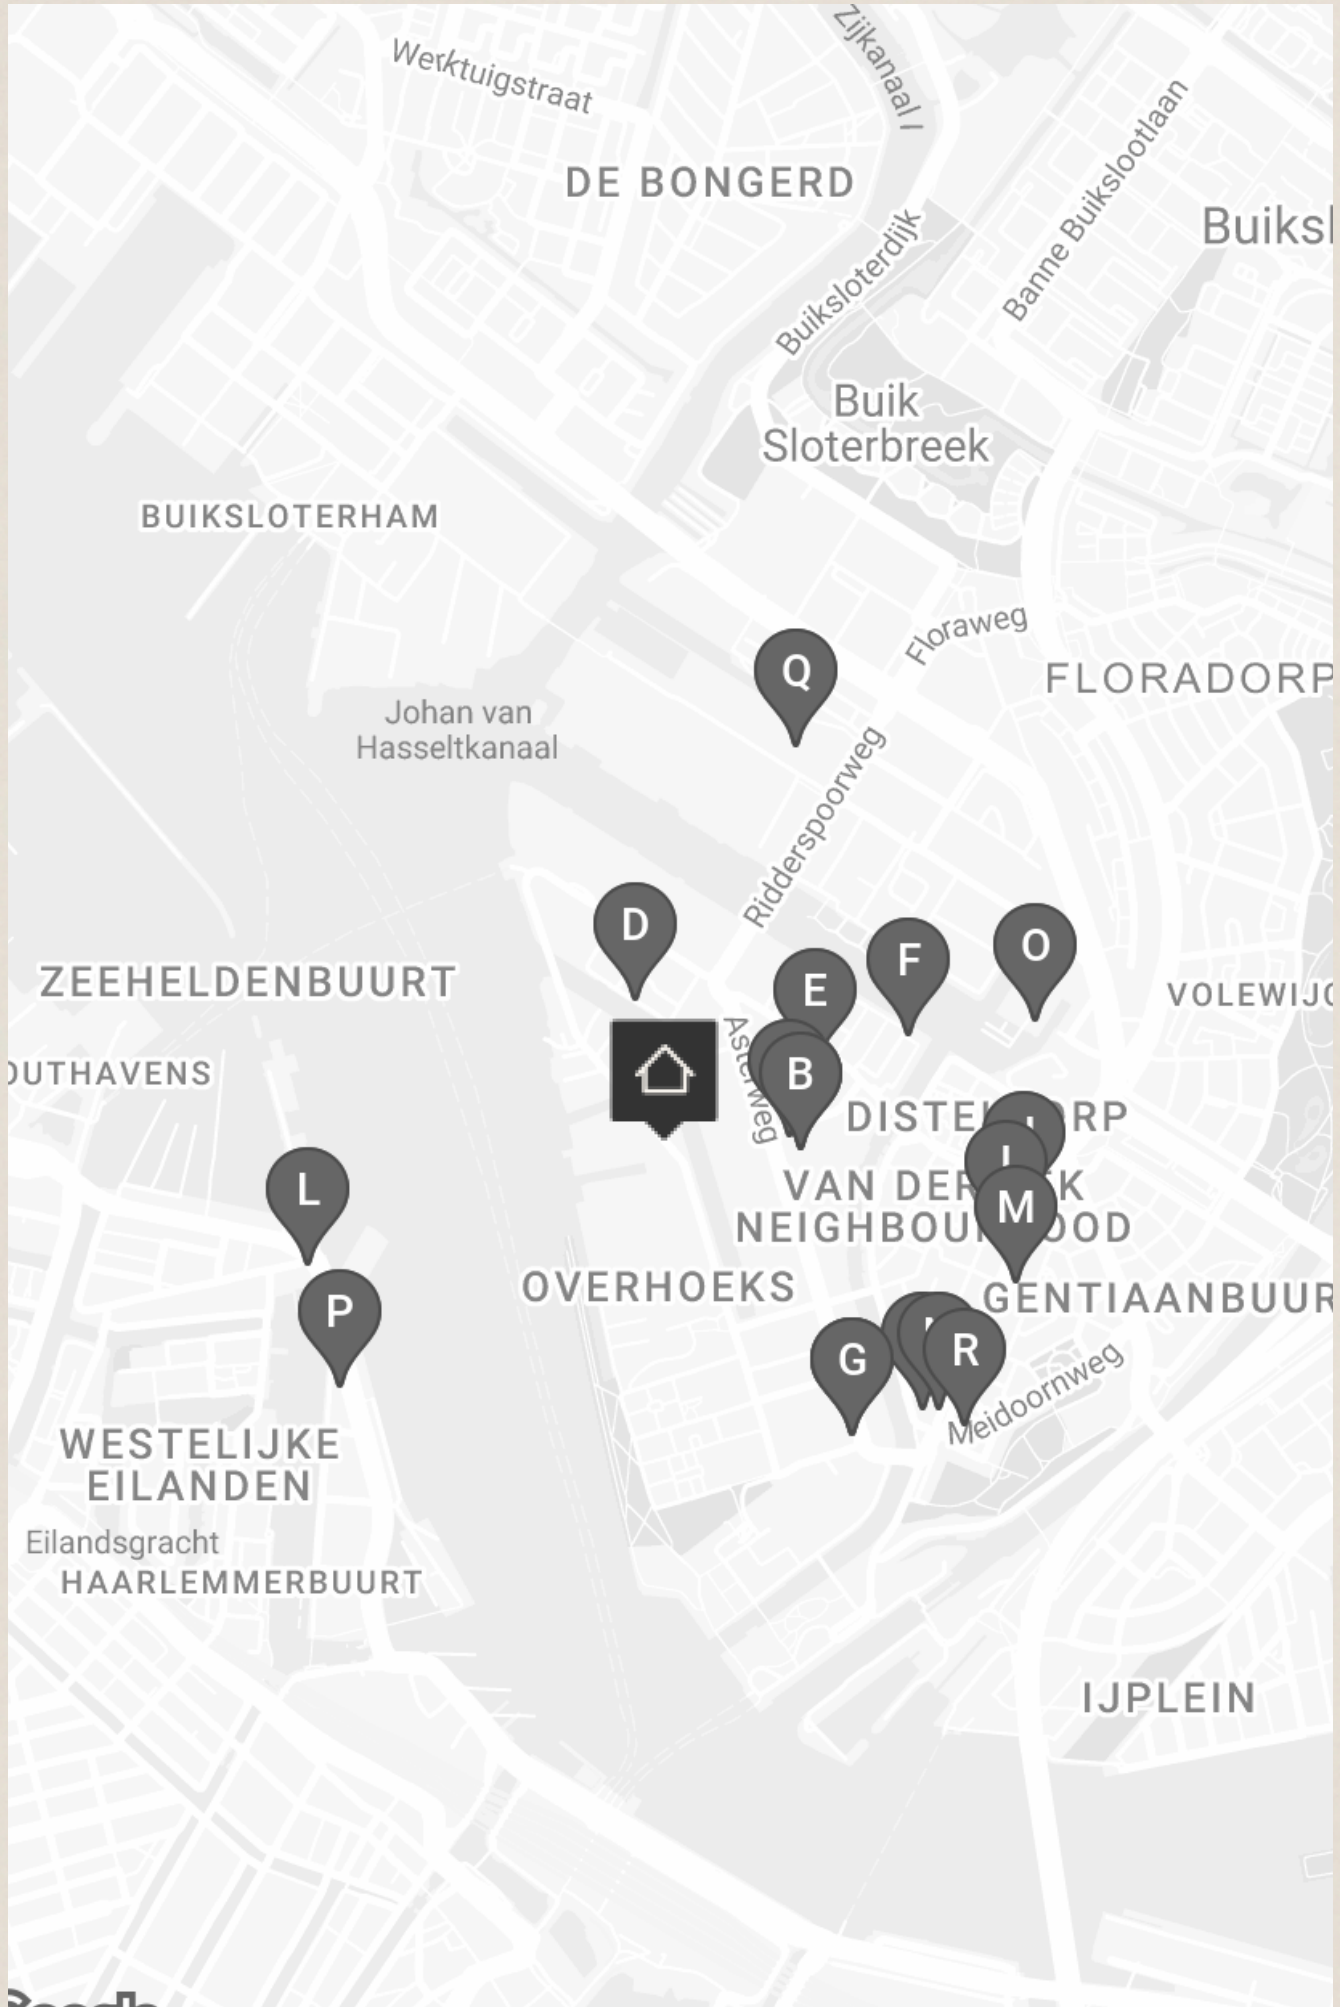 Werktuigstraat
Zijkanaal I
DE BONGERD
Banne Buikslootlaan
Buiksloterdijk
Buiksl
Buik
Sloterbreek
BUIKSLOTERHAM
Floraweg
Q
FLORADORP
Johan van
Hasseltkanaal
Ridderspoorweg
D
F
O
E
ZEEHELDENBUURT
VOLEWIJC
Asterweg
B
OUTHAVENS
DISTEL
RP
L
VAN DER
K
M
NEIGHBOU
OOD
OVERHOEKS
GENTIAANBUUR
P
G
R
Meidoornweg
WESTELIJKE
EILANDEN
Eilandsgracht
HAARLEMMERBUURT
IJPLEIN